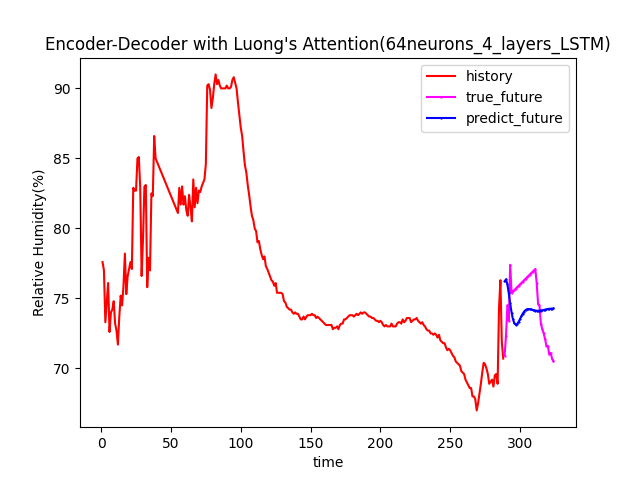 Encoder-Decoder with Luong's Attention(64neurons_4_layers_LSTM)
history
true_future
predict_future
Relative Humidity(%)
90
85
80
75
70
0 50 100 150 200 250 300
time